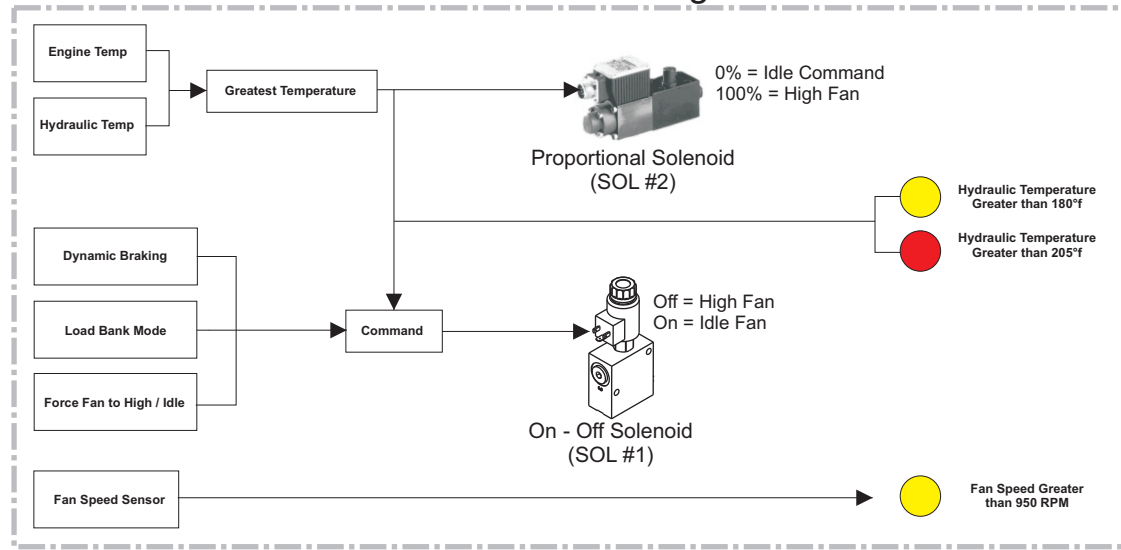 Engine Temp
Hydraulic Temp
Greatest Temperature
0% = Idle Command
100% = High Fan
Proportional Solenoid
(SOL #2)
Hydraulic Temperature
Greater than 180°f
Hydraulic Temperature
Greater than 205°f
Dynamic Braking
Load Bank Mode
Force Fan to High / Idle
Command
Off = High Fan
On = Idle Fan
On - Off Solenoid
(SOL #1)
Fan Speed Sensor
Fan Speed Greater
than 950 RPM